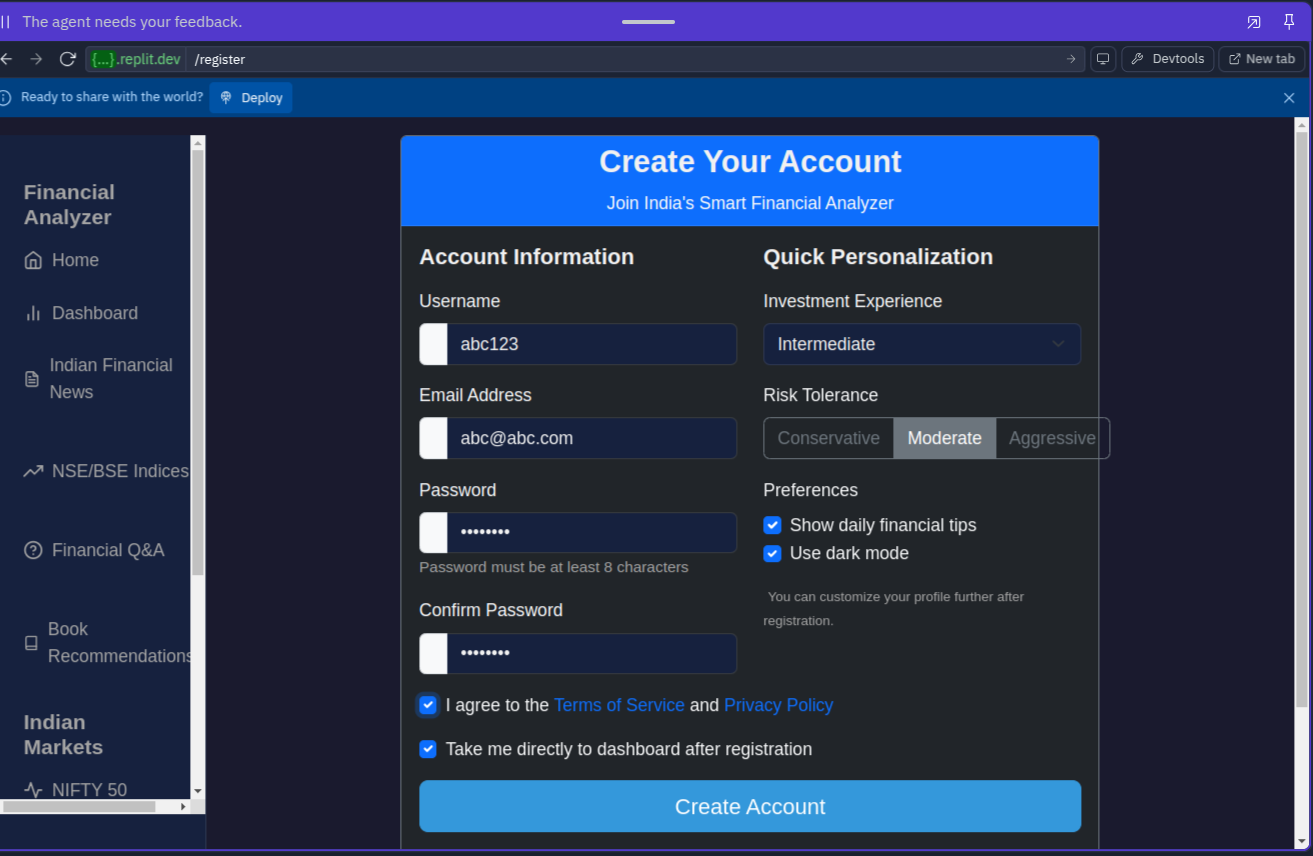 The agent needs your feedback.
{...}.replit.dev /register
Devtools
New tab
Ready to share with the world?
Deploy
Financial
Analyzer
Home
Dashboard
Indian Financial
News
NSE/BSE Indices
Financial Q&A
Book
Recommendations
Indian
Markets
NIFTY 50
Create Your Account
Join India's Smart Financial Analyzer
Account Information
Username
abc123
Email Address
abc@abc.com
Password
••••••••
Password must be at least 8 characters
Confirm Password
••••••••
Quick Personalization
Investment Experience
Intermediate
Risk Tolerance
Conservative Moderate Aggressive
Preferences
Show daily financial tips
Use dark mode
You can customize your profile further after
registration.
I agree to the Terms of Service and Privacy Policy
Take me directly to dashboard after registration
Create Account